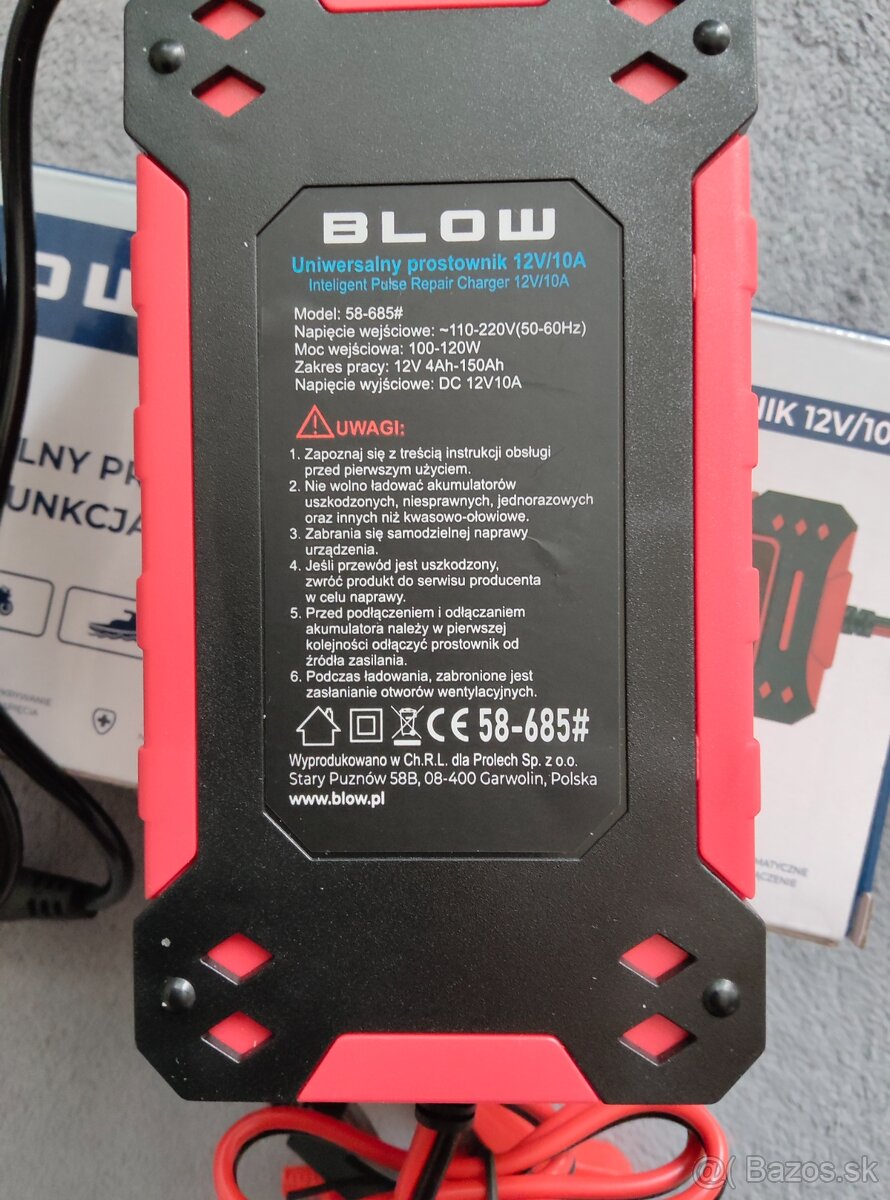 BLOW
Uniwersalny prostownik 12V/10A
Inteligent Pulse Repair Charger 12V/10A
Model: 58-685#
Napięcie wejściowe: ~110-220V(50-60Hz)
Moc wejściowa: 100-120W
Zakres pracy: 12V 4Ah-150Ah
Napięcie wyjściowe: DC 12V10A
UWAGI:
1. Zapoznaj się z treścią instrukcji obsługi
przed pierwszym użyciem.
2. Nie wolno ładować akumulatorów
uszkodzonych, niesprawnych, jednorazowych
oraz innych niż kwasowo-ołowiowe.
3. Zabrania się samodzielnej naprawy
urządzenia.
4. Jeśli przewód jest uszkodzony,
zwróć produkt do serwisu producenta
w celu naprawy.
5. Przed podłączeniem i odłączaniem
akumulatora należy w pierwszej
kolejności odłączyć prostownik od
źródła zasilania.
6. Podczas ładowania, zabronione jest
zasłanianie otworów wentylacyjnych.
CE 58-685#
Wyprodukowano w Ch.R.L. dla Prolech Sp. z o.o.
Stary Puznów 58B, 08-400 Garwolin, Polska
www.blow.pl
OW
LNY PR
UNKCJA
NIK 12V/10
MATYCZNE
ĄCZENIE
@( Bazos.sk